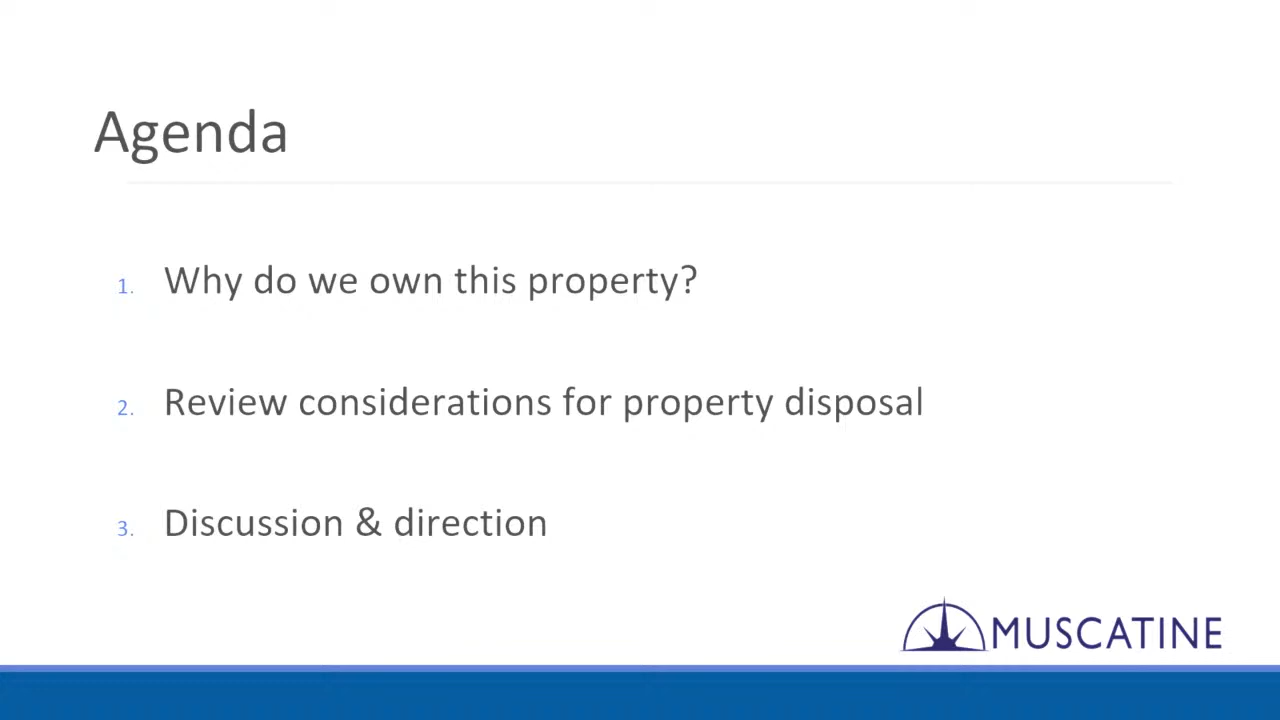 Agenda
1. Why do we own this property?
2. Review considerations for property disposal
3. Discussion & direction
MUSCATINE